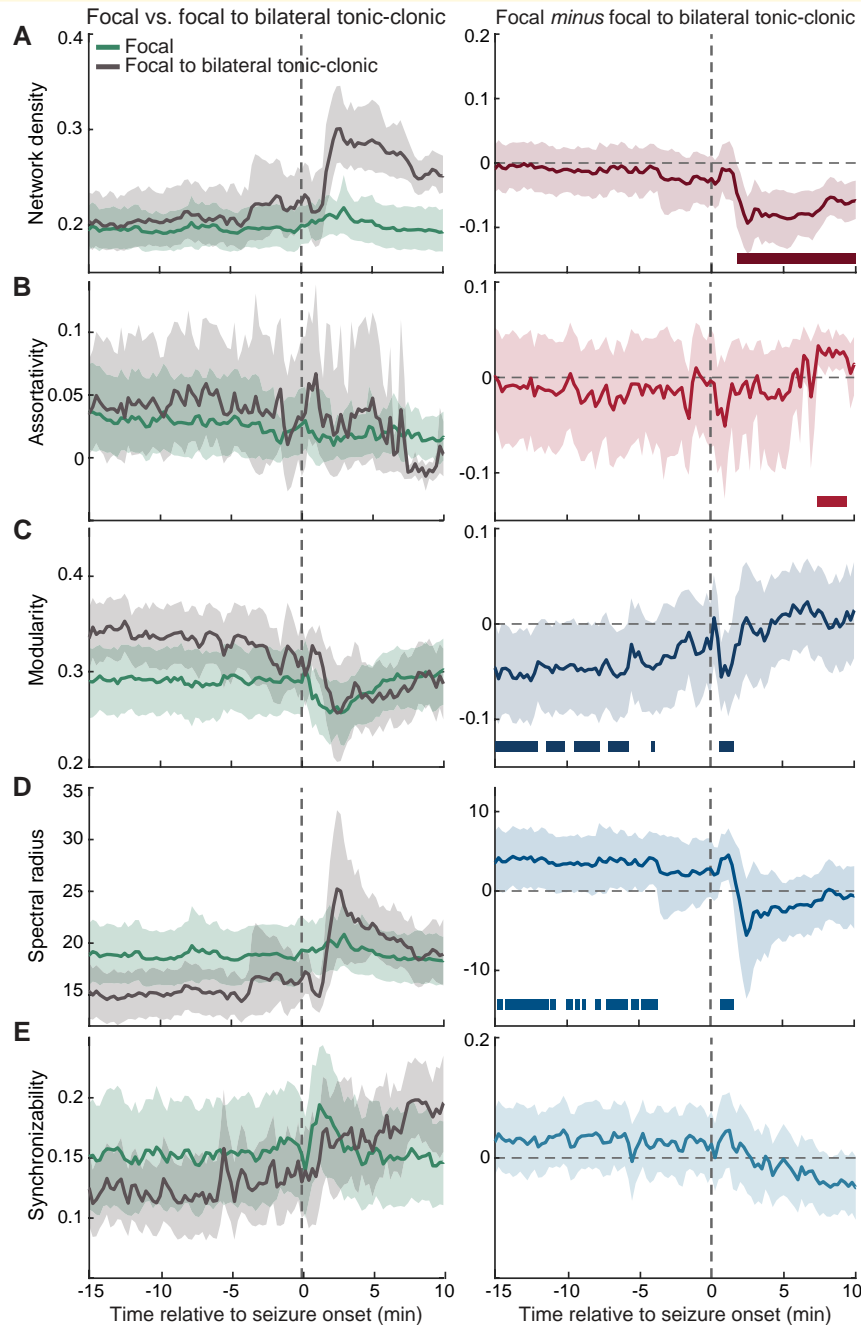 Focal vs. focal to bilateral tonic-clonic
Focal minus focal to bilateral tonic-clonic
A
Focal
Focal to bilateral tonic-clonic
Network density
0.4
0.3
0.2
0.2
0.1
0
-0.1
B
Assortativity
0.1
0.05
0
0.1
0
-0.1
C
Modularity
0.4
0.3
0.2
0.1
0
-0.1
D
Spectral radius
35
30
25
20
15
10
0
-10
E
Synchronizability
0.2
0.15
0.1
0.2
0
-15 -10 -5 0 5 10
Time relative to seizure onset (min)
-15 -10 -5 0 5 10
Time relative to seizure onset (min)